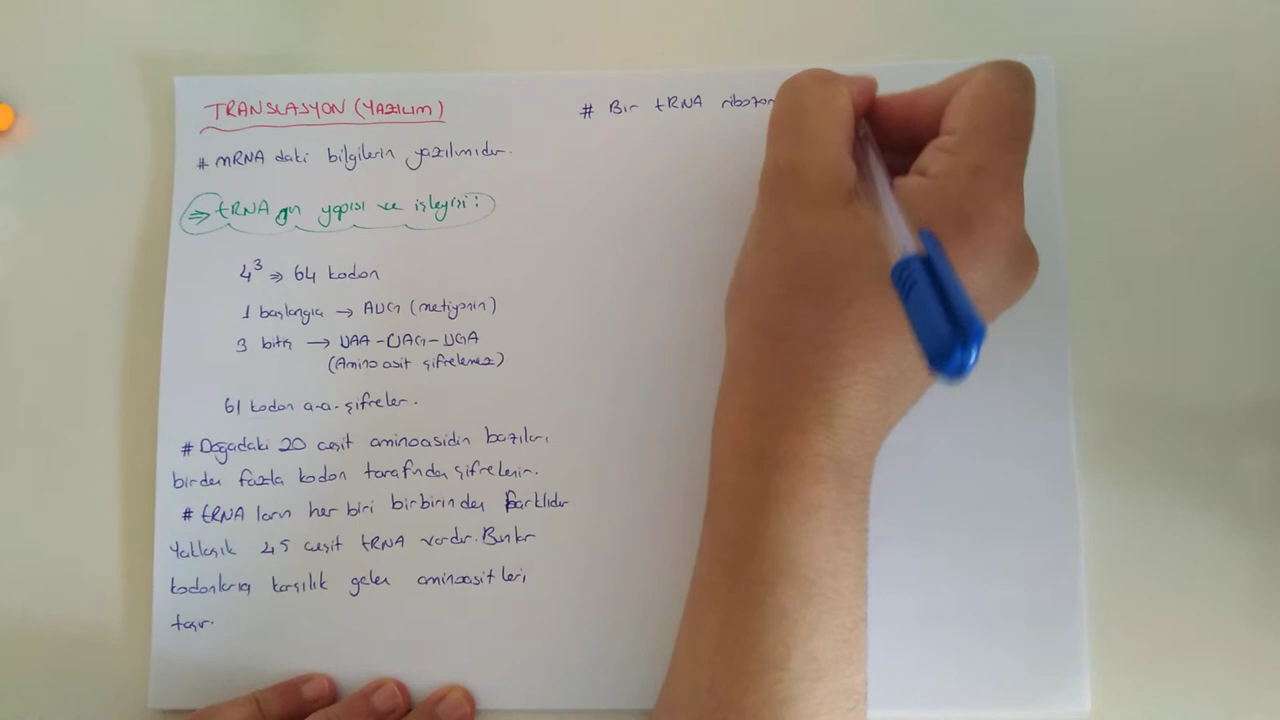 TRANSLASYON (YAZILIM)
# mRNA daki bilgilerin yazılımıdır.
⇒ tRNA ın yapısı ve işleyişi:
4³ ⇒ 64 kodon
1 başlangıç → AUG (metiyonin)
3 bitiş → UAA-UAG-UGA
(Amino asit şifrelemez)
61 kodon a.a. şifreler.
# Doğadaki 20 çeşit aminoasidin bazıları
birden fazla kodon tarafından şifrelenir.
# tRNA ların her biri birbirinden farklıdır
Yaklaşık 45 çeşit tRNA vardır. Bunlar
kodonlara karşılık gelen aminoasitleri
taşır.
# Bir tRNA ribozom